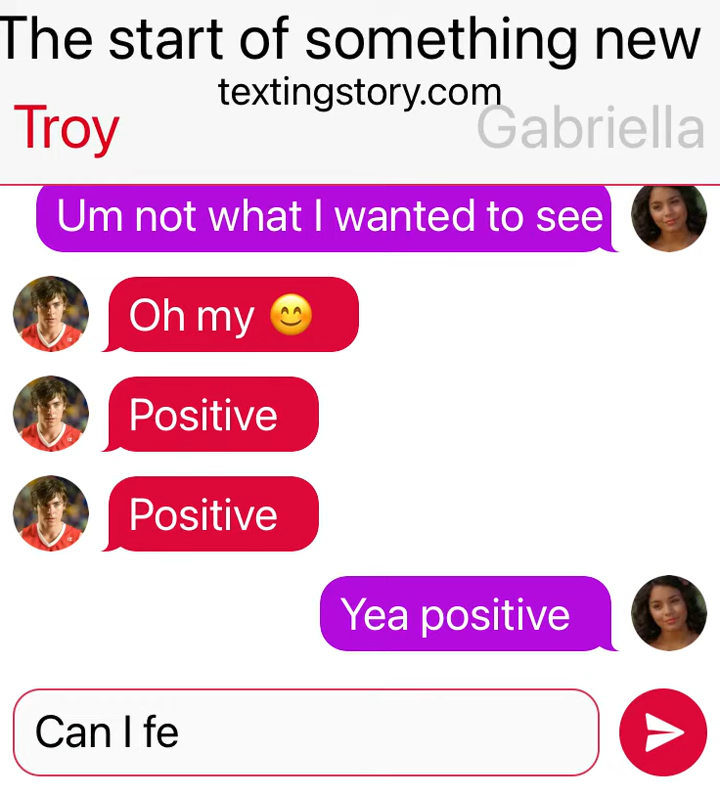 The start of something new
textingstory.com
Troy
Gabriella
Um not what I wanted to see
Oh my 😊
Positive
Positive
Yea positive
Can I fe